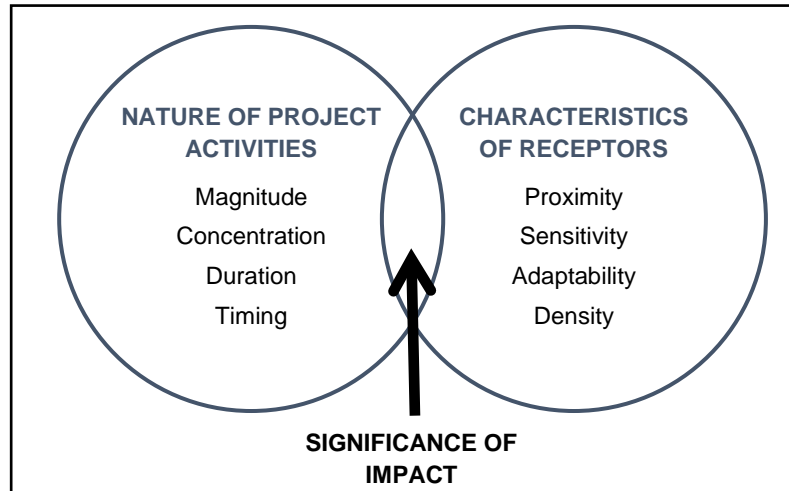 NATURE OF PROJECT
ACTIVITIES
Magnitude
Concentration
Duration
Timing
CHARACTERISTICS
OF RECEPTORS
Proximity
Sensitivity
Adaptability
Density
SIGNIFICANCE OF
IMPACT